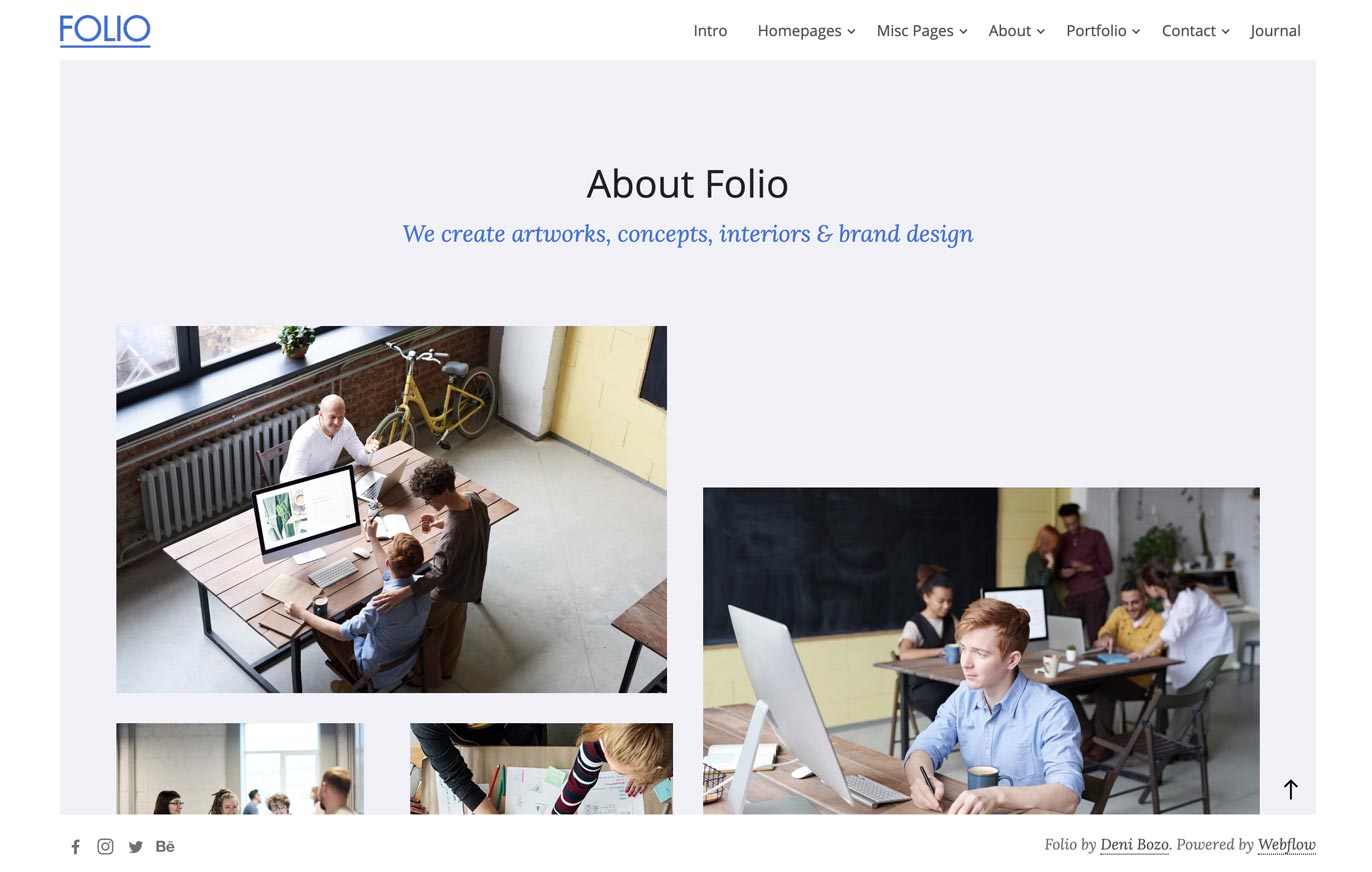 FOLIO
Intro Homepages Misc Pages About Portfolio Contact Journal
About Folio
We create artworks, concepts, interiors & brand design
Bē
Folio by Deni Bozo. Powered by Webflow